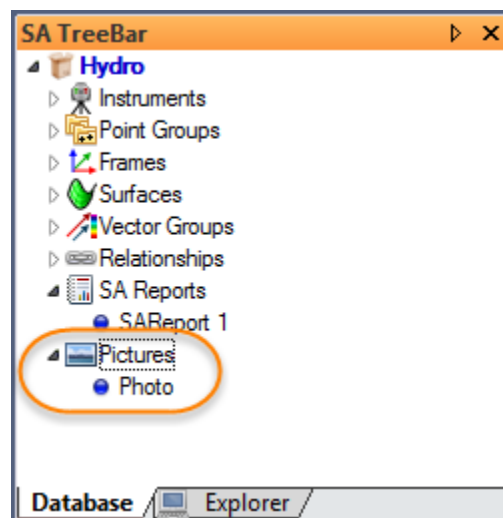 SA TreeBar
Hydro
Instruments
Point Groups
Frames
Surfaces
Vector Groups
Relationships
SA Reports
SAReport 1
Pictures
Photo
Database Explorer